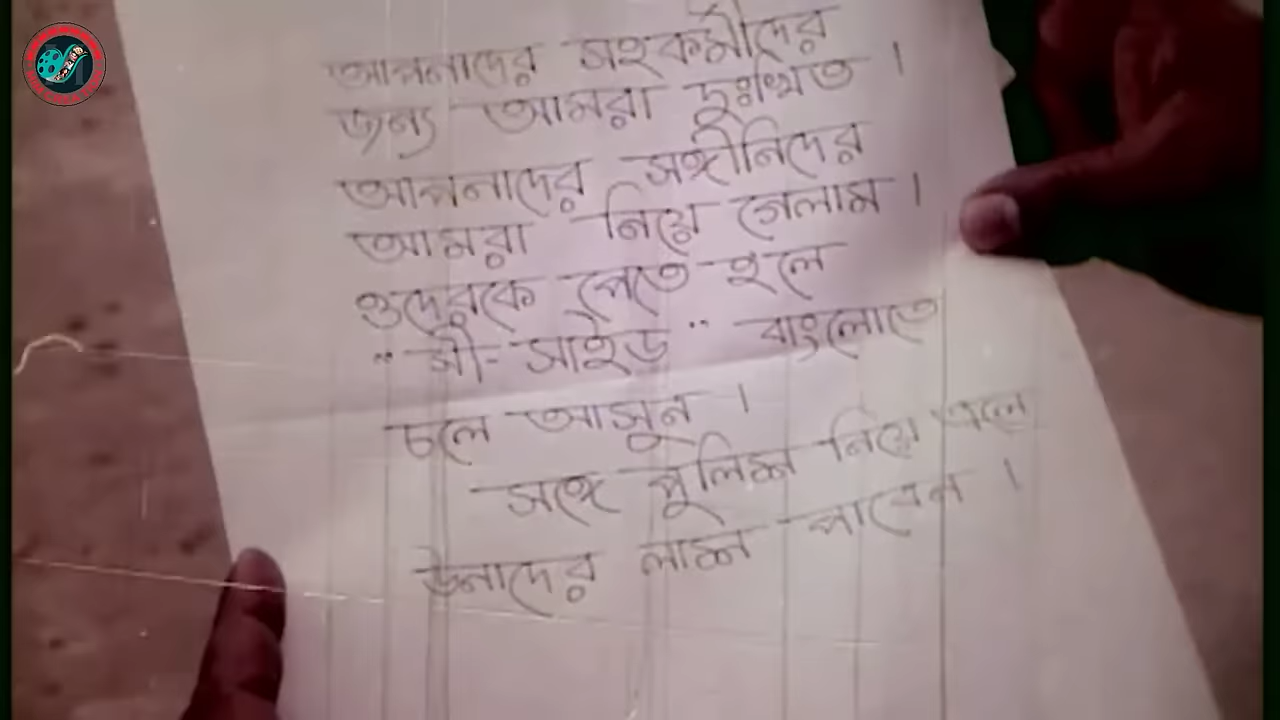 আপনাদের সহকর্মীদের
জন্য আমরা দুঃখিত ।
আপনাদের সঙ্গীনিদের
আমরা নিয়ে গেলাম ।
ওদেরকে পেতে হলে
"সী-সাইড" বাংলোতে
চলে আসুন ।
সঙ্গে পুলিশ নিয়ে এলে
উনাদের লাশ পাবেন ।